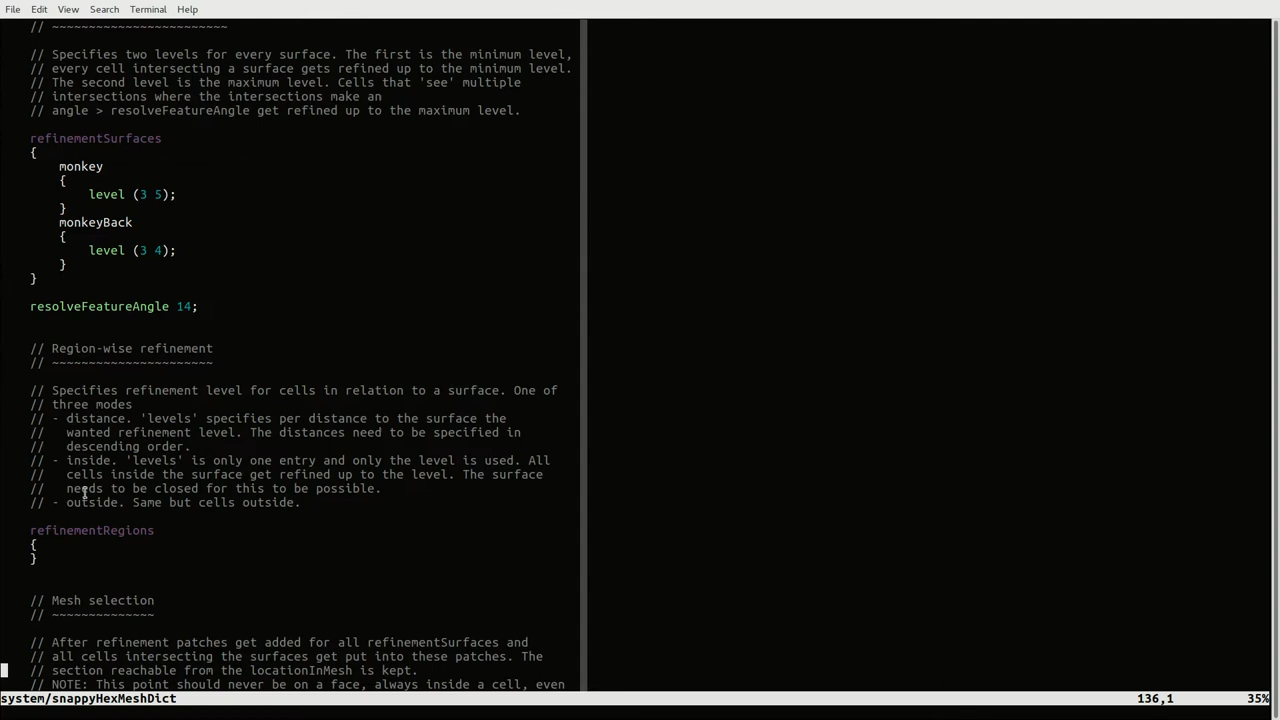 File Edit View Search Terminal Help
// ~~~~~~~~~~~~~~~~~~~~~~~~
// Specifies two levels for every surface. The first is the minimum level,
// every cell intersecting a surface gets refined up to the minimum level.
// The second level is the maximum level. Cells that 'see' multiple
// intersections where the intersections make an
// angle > resolveFeatureAngle get refined up to the maximum level.
refinementSurfaces
{
monkey
{
level (3 5);
}
monkeyBack
{
level (3 4);
}
}
resolveFeatureAngle 14;
// Region-wise refinement
// ~~~~~~~~~~~~~~~~~~~~~~
// Specifies refinement level for cells in relation to a surface. One of
// three modes
// - distance. 'levels' specifies per distance to the surface the
//   wanted refinement level. The distances need to be specified in
//   descending order.
// - inside. 'levels' is only one entry and only the level is used. All
//   cells inside the surface get refined up to the level. The surface
//   needs to be closed for this to be possible.
// - outside. Same but cells outside.
refinementRegions
{
}
// Mesh selection
// ~~~~~~~~~~~~~~
// After refinement patches get added for all refinementSurfaces and
// all cells intersecting the surfaces get put into these patches. The
// section reachable from the locationInMesh is kept.
// NOTE: This point should never be on a face, always inside a cell, even
system/snappyHexMeshDict 136,1 35%